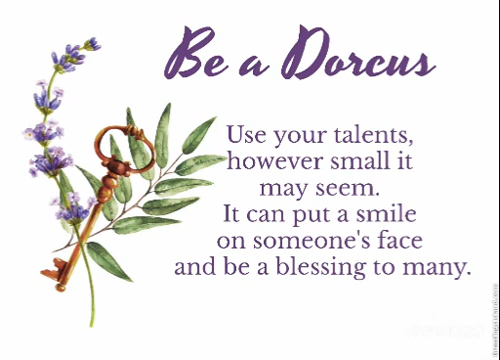 Be a Dorcus
Use your talents,
however small it
may seem.
It can put a smile
on someone's face
and be a blessing to many.